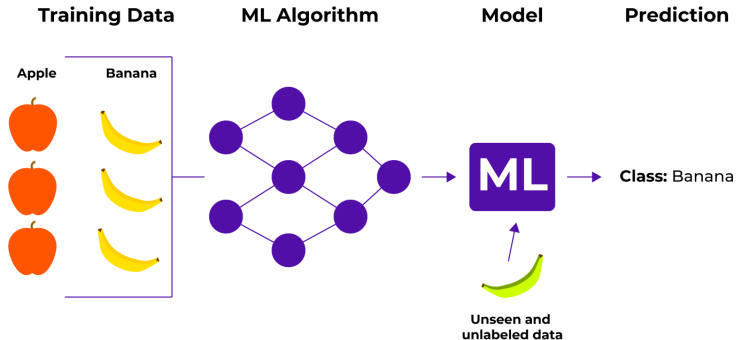 Training Data
ML Algorithm
Model
Prediction
Apple
Banana
ML
Class: Banana
Unseen and
unlabeled data